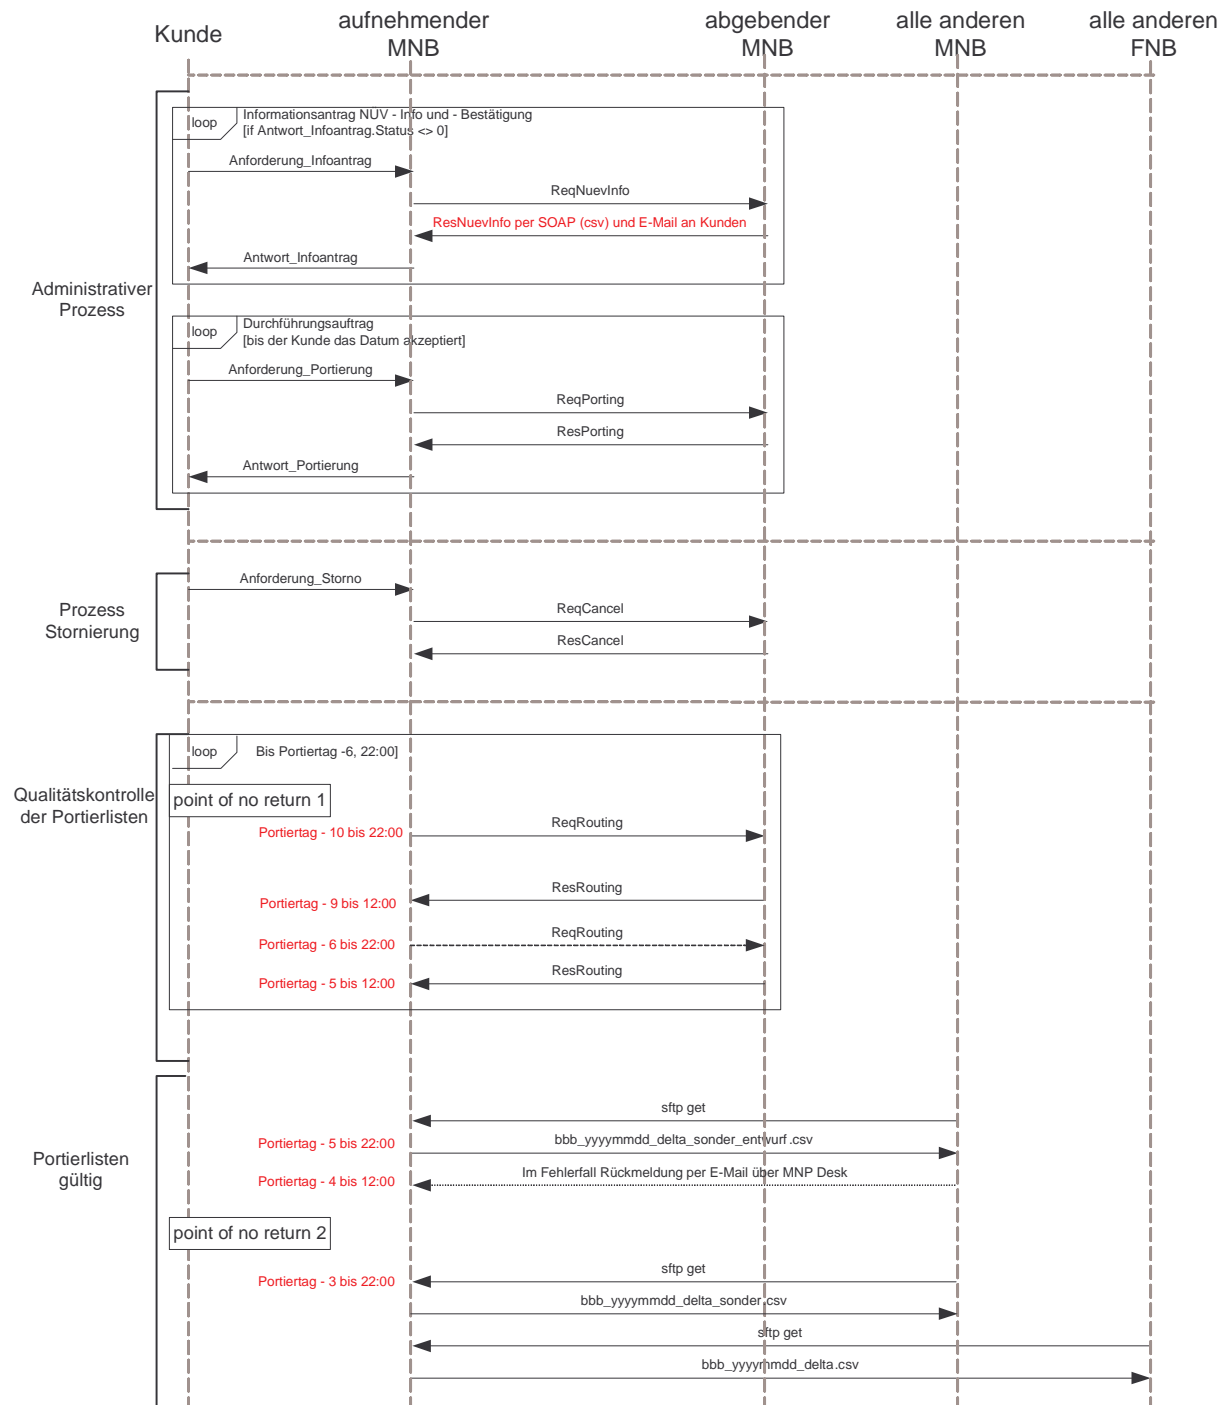 Kunde
aufnehmender
MNB
abgebender
MNB
alle anderen
MNB
alle anderen
FNB
loop
Informationsantrag NÜV - Info und - Bestätigung
[if Antwort_Infoantrag.Status <> 0]
Anforderung_Infoantrag
ReqNuevInfo
ResNuevInfo per SOAP (csv) und E-Mail an Kunden
Antwort_Infoantrag
Administrativer
Prozess
loop
Durchführungsauftrag
[bis der Kunde das Datum akzeptiert]
Anforderung_Portierung
ReqPorting
ResPorting
Antwort_Portierung
Anforderung_Storno
Prozess
Stornierung
ReqCancel
ResCancel
loop
Bis Portiertag -6, 22:00]
Qualitätskontrolle
der Portierlisten
point of no return 1
Portiertag - 10 bis 22:00
ReqRouting
ResRouting
Portiertag - 9 bis 12:00
ReqRouting
Portiertag - 6 bis 22:00
ResRouting
Portiertag - 5 bis 12:00
sftp get
Portiertag - 5 bis 22:00
bbb_yyyymmdd_delta_sonder_entwurf.csv
Portierlisten
gültig
Im Fehlerfall Rückmeldung per E-Mail über MNP Desk
Portiertag - 4 bis 12:00
point of no return 2
sftp get
Portiertag - 3 bis 22:00
bbb_yyyymmdd_delta_sonder.csv
sftp get
bbb_yyyymmdd_delta.csv